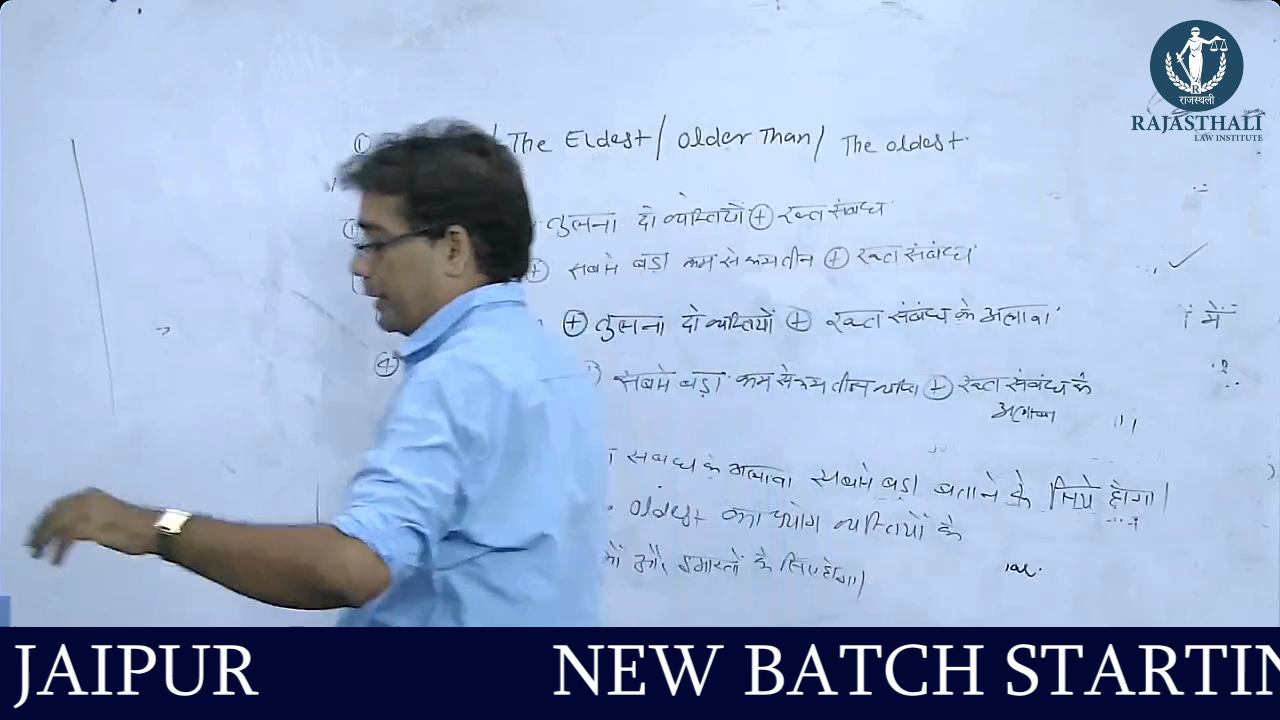 राजस्थली
RAJASTHALI
LAW INSTITUTE
① / The Eldest / Older Than / The oldest
तुलना दो व्यक्तियों ⊕ रक्त संबंध
⊕ सबसे बड़ा कम से कम तीन ⊕ रक्त संबंध
⊕ तुलना दो व्यक्तियों ⊕ रक्त संबंध के अलावा
④ सबसे बड़ा कम से कम तीन ⊕ रक्त संबंध के
अलावा
संबंध के अलावा सबसे बड़ा बताने के लिये होगा।
oldest का प्रयोग व्यक्तियों के
और इमारतों के लिए होगा।
JAIPUR NEW BATCH STARTIN